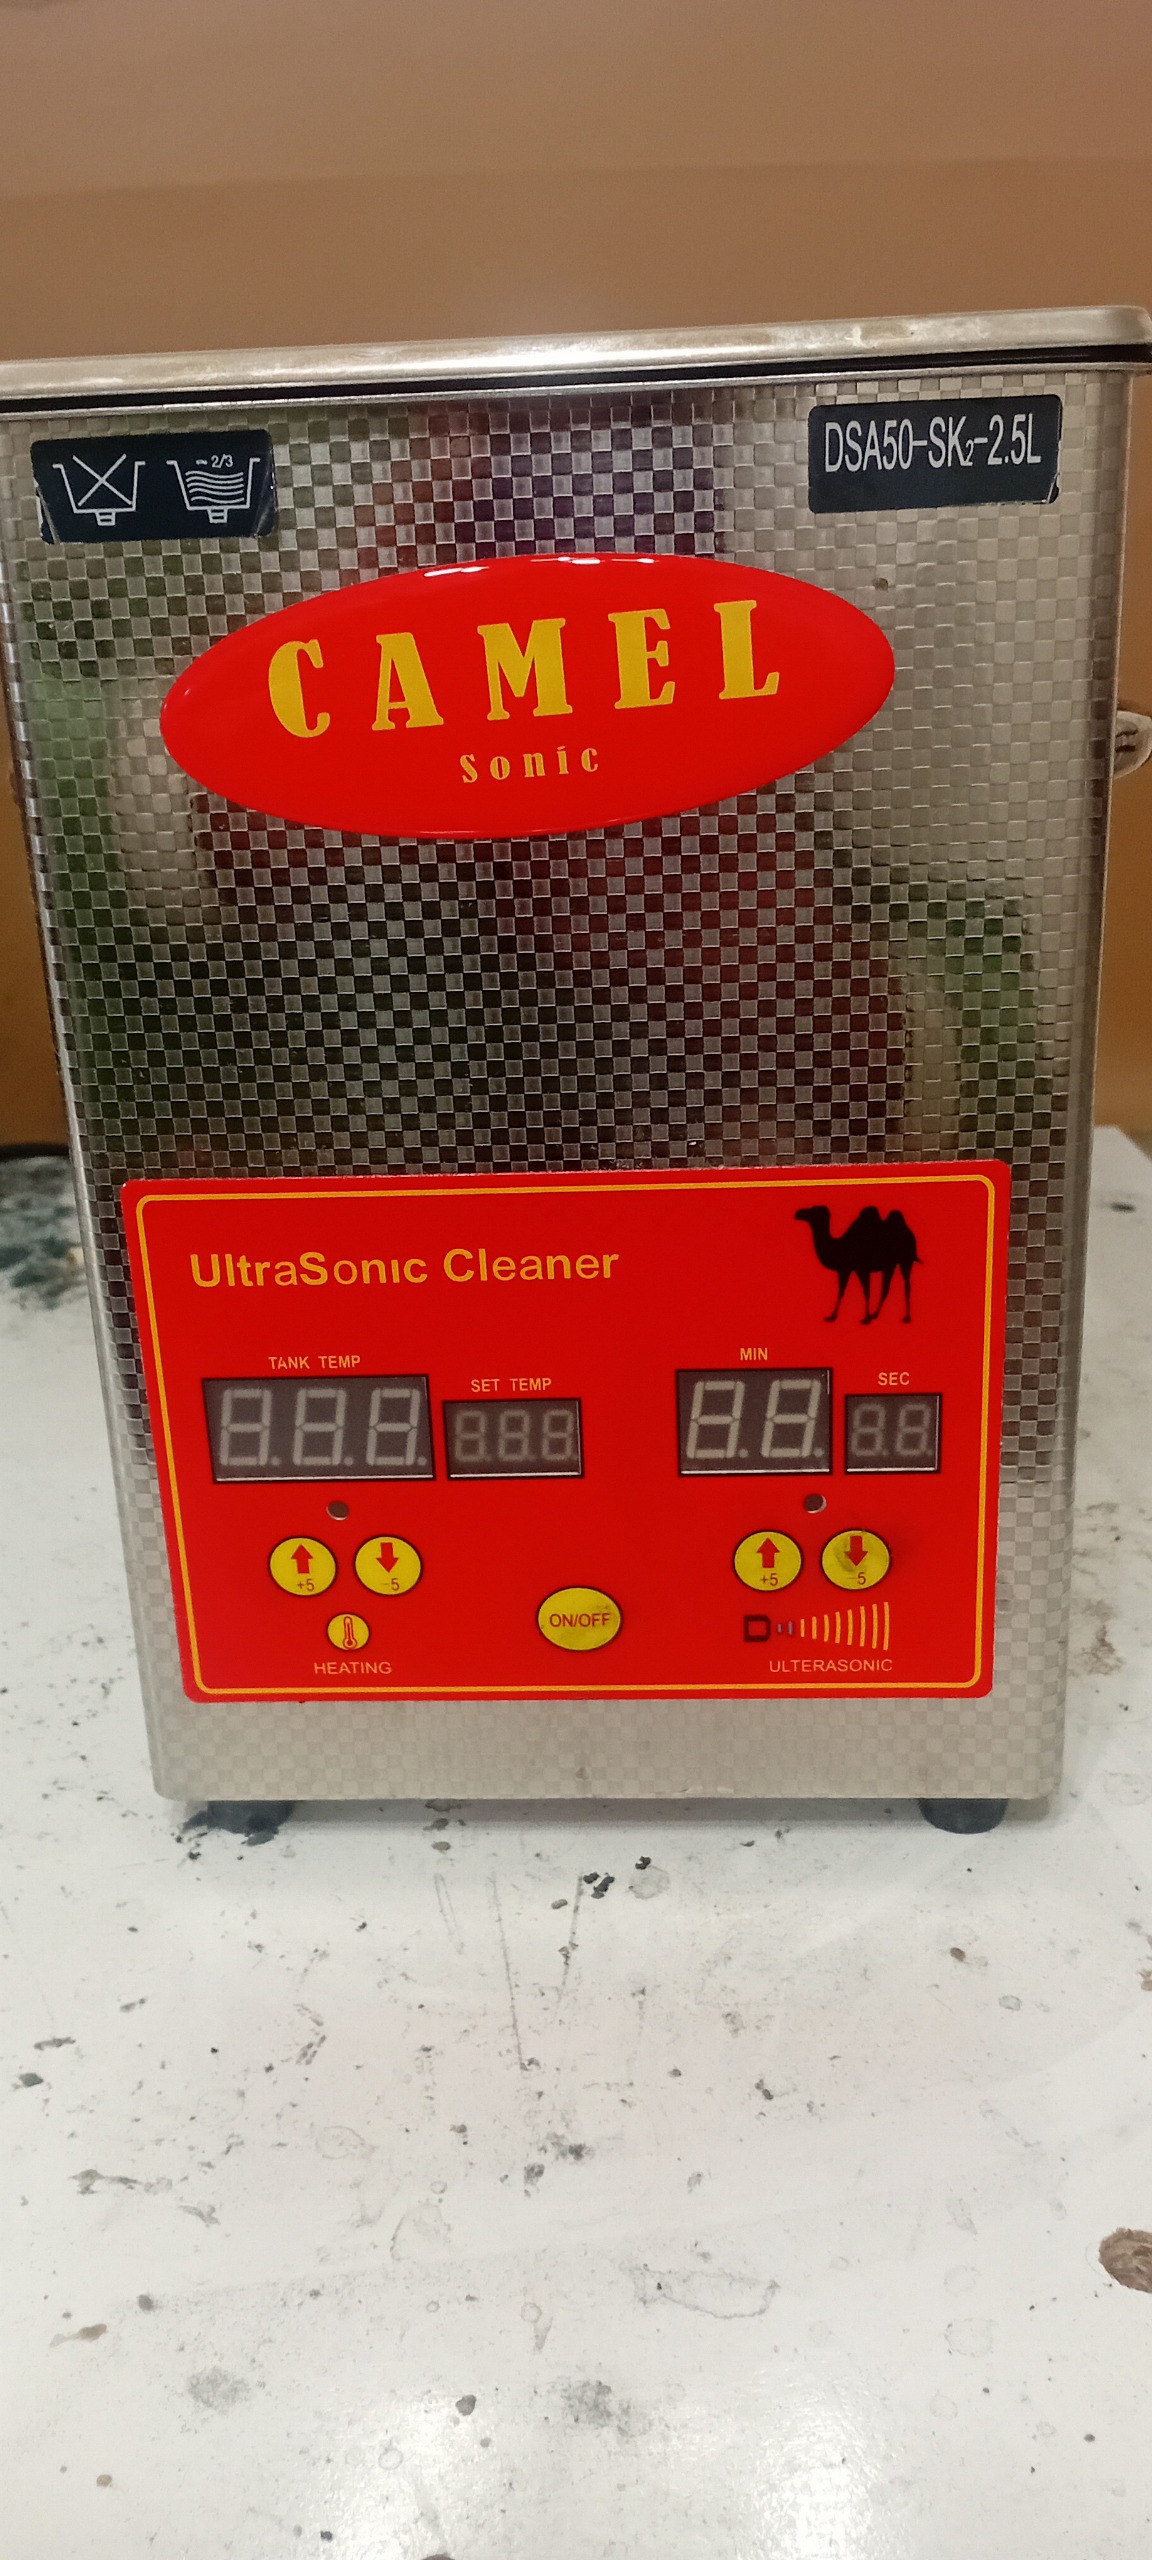 ~2/3
DSA50-SK2-2.5L
CAMEL
Sonic
UltraSonic Cleaner
TANK TEMP
SET TEMP
MIN
SEC
+5
-5
+5
-5
ON/OFF
HEATING
ULTERASONIC